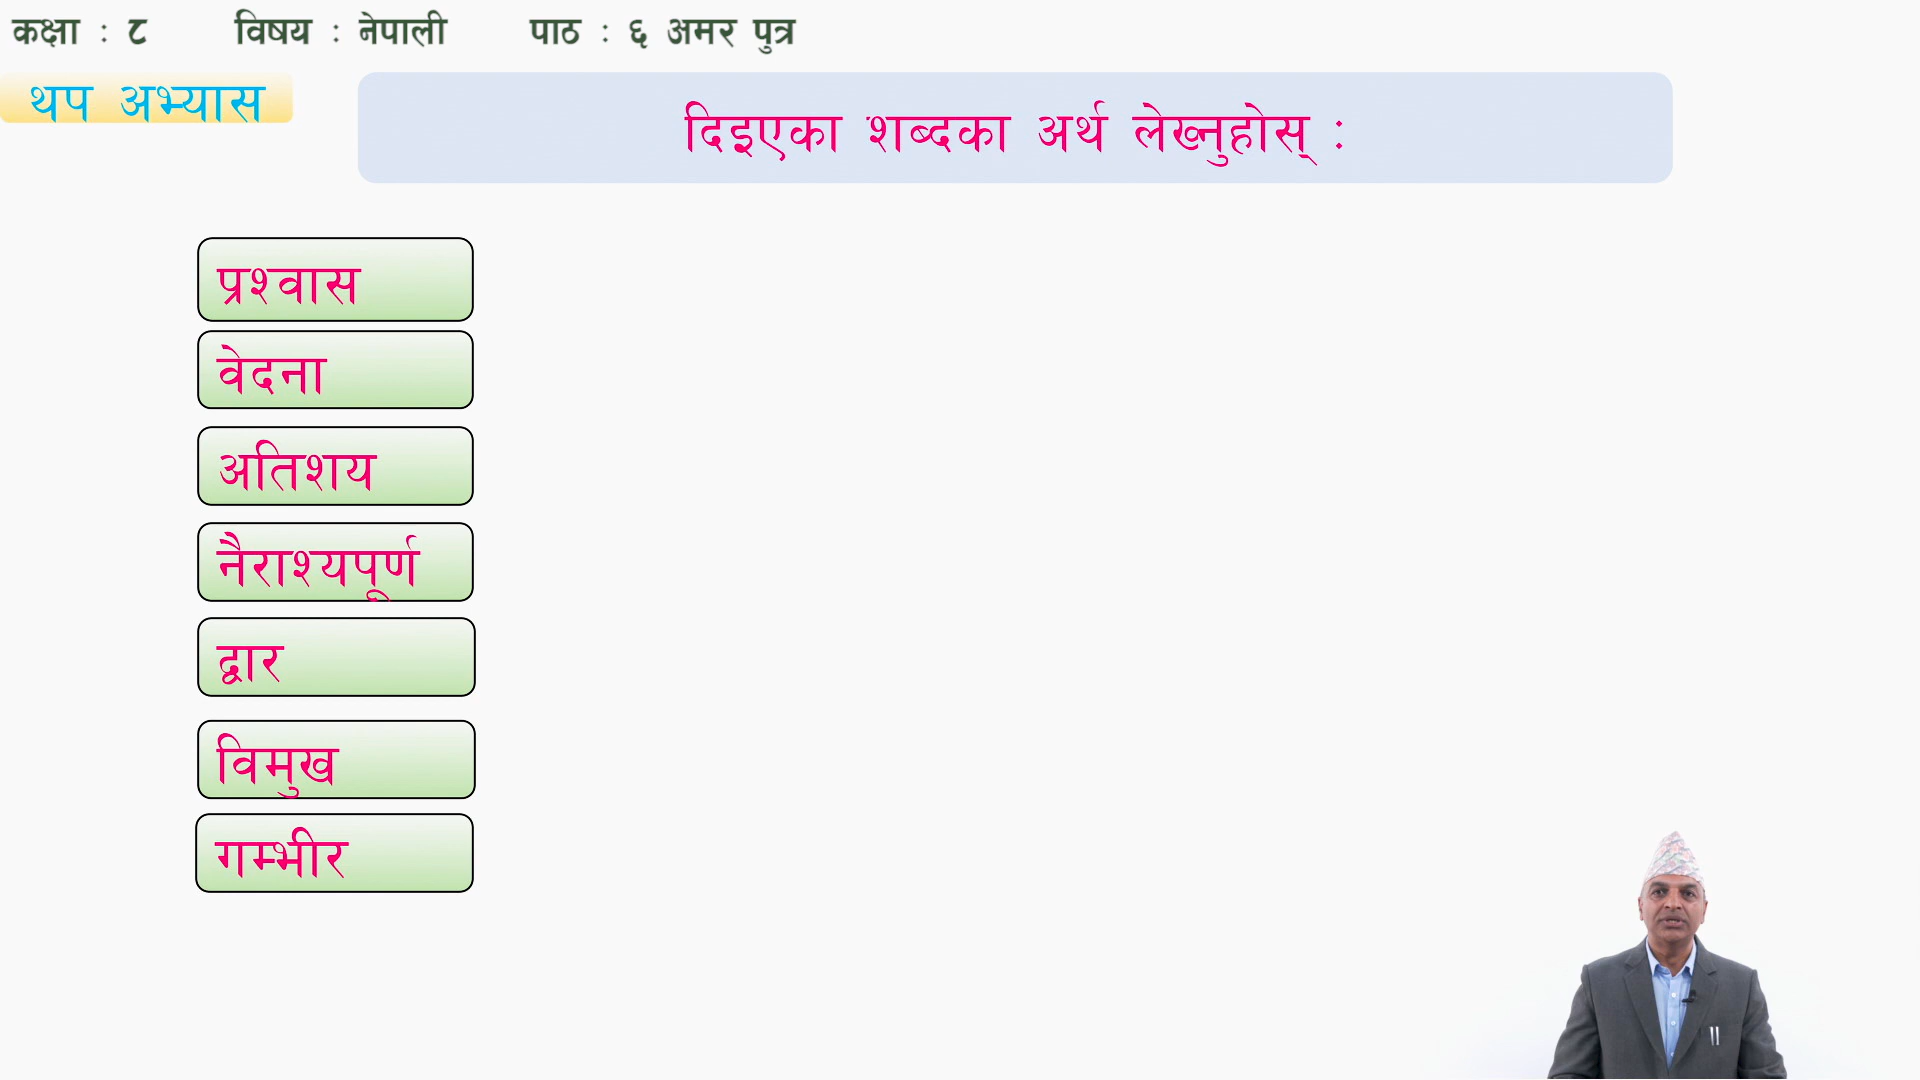 कक्षा : ८ विषय : नेपाली पाठ : ६ अमर पुत्र
थप अभ्यास
दिइएका शब्दका अर्थ लेख्नुहोस् :
प्रश्वास
वेदना
अतिशय
नैराश्यपूर्ण
द्वार
विमुख
गम्भीर